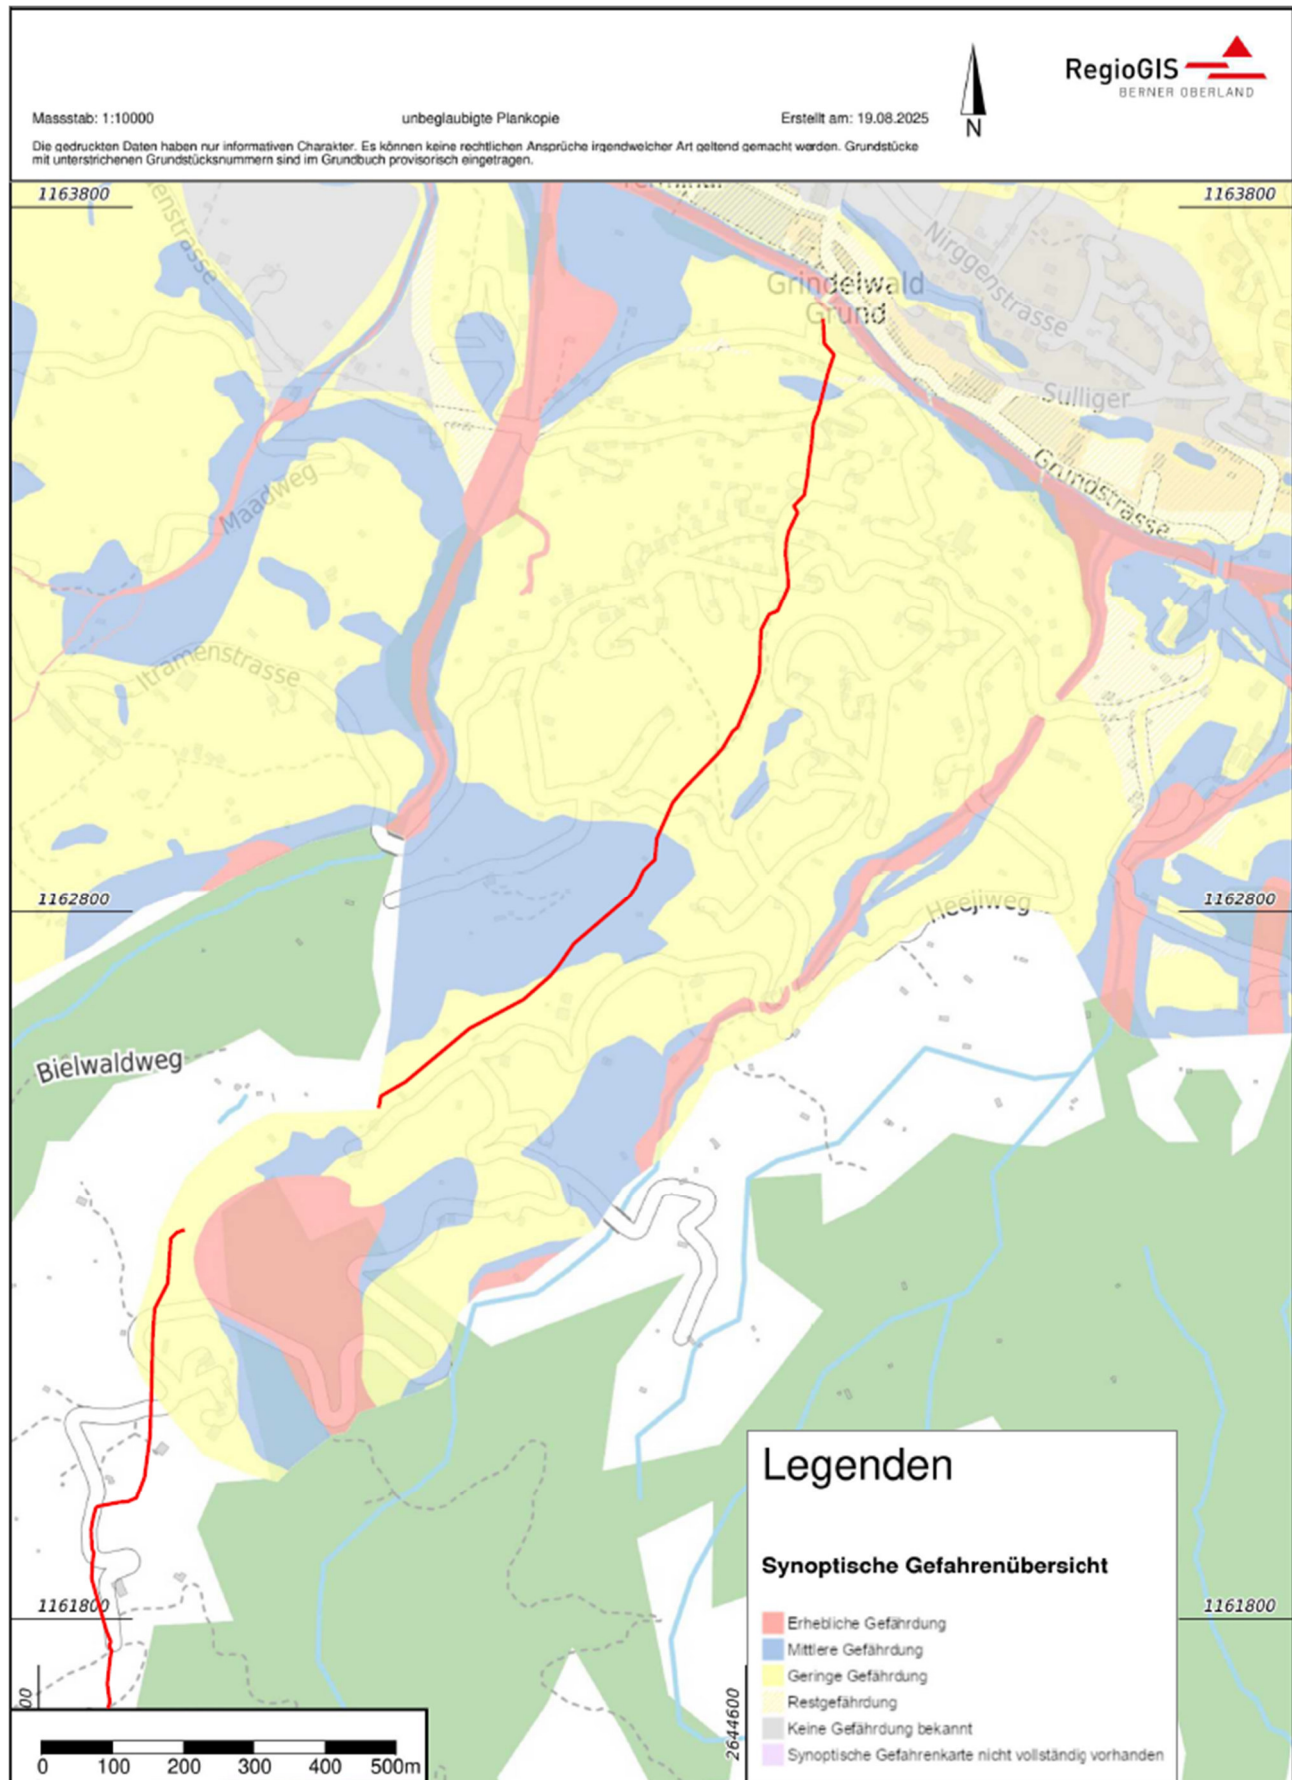 RegioGIS
BERNER OBERLAND
N
Massstab: 1:10000 unbeglaubigte Plankopie Erstellt am: 19.08.2025
Die gedruckten Daten haben nur informativen Charakter. Es können keine rechtlichen Ansprüche irgendwelcher Art geltend gemacht werden. Grundstücke
mit unterstrichenen Grundstücksnummern sind im Grundbuch provisorisch eingetragen.
1163800
1163800
Nirggenstrasse
Grindelwald
Grund
Sulliger
Grundstrasse
Maadweg
Itramenstrasse
1162800
1162800
Heejiweg
Bielwaldweg
Legenden
Synoptische Gefahrenübersicht
1161800
1161800
Erhebliche Gefährdung
Mittlere Gefährdung
Geringe Gefährdung
Restgefährdung
Keine Gefährdung bekannt
Synoptische Gefahrenkarte nicht vollständig vorhanden
00
2644600
0 100 200 300 400 500m